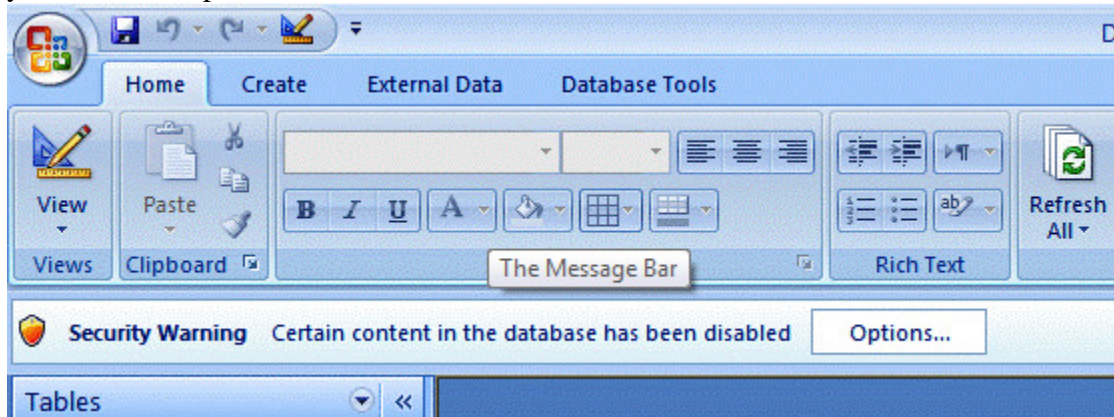 D
Home Create External Data Database Tools
View Paste B I U A ab Refresh All
Views Clipboard The Message Bar Rich Text
Security Warning Certain content in the database has been disabled Options...
Tables